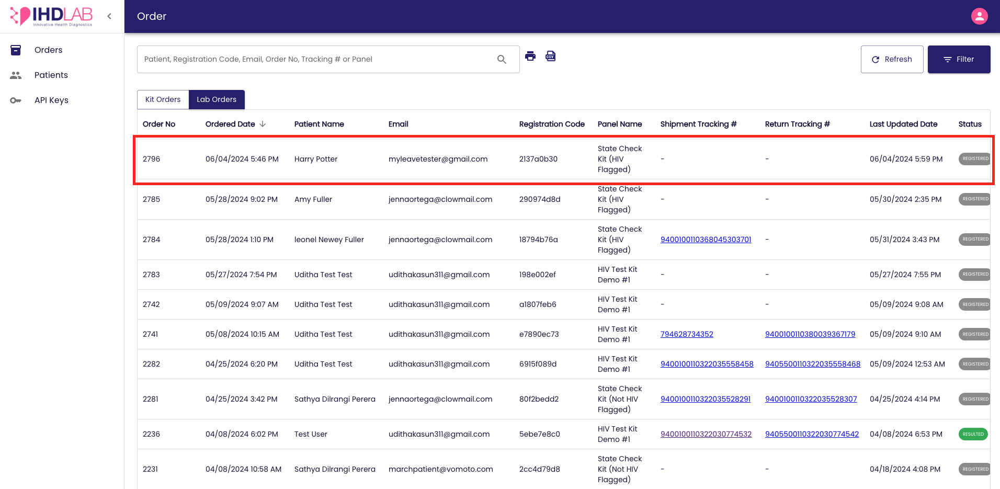 IHDLAB
Innovative Health Diagnostics
Order
Orders
Patients
API Keys
Patient, Registration Code, Email, Order No, Tracking # or Panel
CSV
Refresh
Filter
Kit Orders
Lab Orders
Order No Ordered Date Patient Name Email Registration Code Panel Name Shipment Tracking # Return Tracking # Last Updated Date Status
2796 06/04/2024 5:46 PM Harry Potter myleavetester@gmail.com 2137a0b30 State Check Kit (HIV Flagged) - - 06/04/2024 5:59 PM REGISTERED
2785 05/28/2024 9:02 PM Amy Fuller jennaortega@clowmail.com 290974d8d State Check Kit (HIV Flagged) - - 05/30/2024 2:35 PM REGISTERED
2784 05/28/2024 1:10 PM leonel Newey Fuller jennaortega@clowmail.com 18794b76a State Check Kit (HIV Flagged) 9400100110368045303701 - 05/31/2024 3:43 PM REGISTERED
2783 05/27/2024 7:54 PM Uditha Test Test udithakasun311@gmail.com 198e002ef HIV Test Kit Demo #1 - - 05/27/2024 7:55 PM REGISTERED
2742 05/09/2024 9:07 AM Uditha Test Test udithakasun311@gmail.com a1807feb6 HIV Test Kit Demo #1 - - 05/09/2024 9:08 AM REGISTERED
2741 05/08/2024 10:15 AM Uditha Test Test udithakasun311@gmail.com e7890ec73 HIV Test Kit Demo #1 794628734352 9400100110380039367179 05/09/2024 9:10 AM REGISTERED
2282 04/25/2024 6:20 PM Uditha Test Test udithakasun311@gmail.com 6915f089d HIV Test Kit Demo #1 9400100110322035558458 9405500110322035558468 05/09/2024 12:53 AM REGISTERED
2281 04/25/2024 3:42 PM Sathya Dilrangi Perera jennaortega@clowmail.com 80f2bedd2 State Check Kit (Not HIV Flagged) 9400100110322035528291 9400100110322035528307 04/25/2024 4:14 PM REGISTERED
2236 04/08/2024 6:02 PM Test User udithakasun311@gmail.com 5ebe7e8c0 HIV Test Kit Demo #1 9400100110322030774532 9405500110322030774542 04/08/2024 6:53 PM RESULTED
2231 04/08/2024 10:58 AM Sathya Dilrangi Perera marchpatient@vomoto.com 2cc4d79d8 State Check Kit (Not HIV Flagged) - - 04/18/2024 4:08 PM REGISTERED